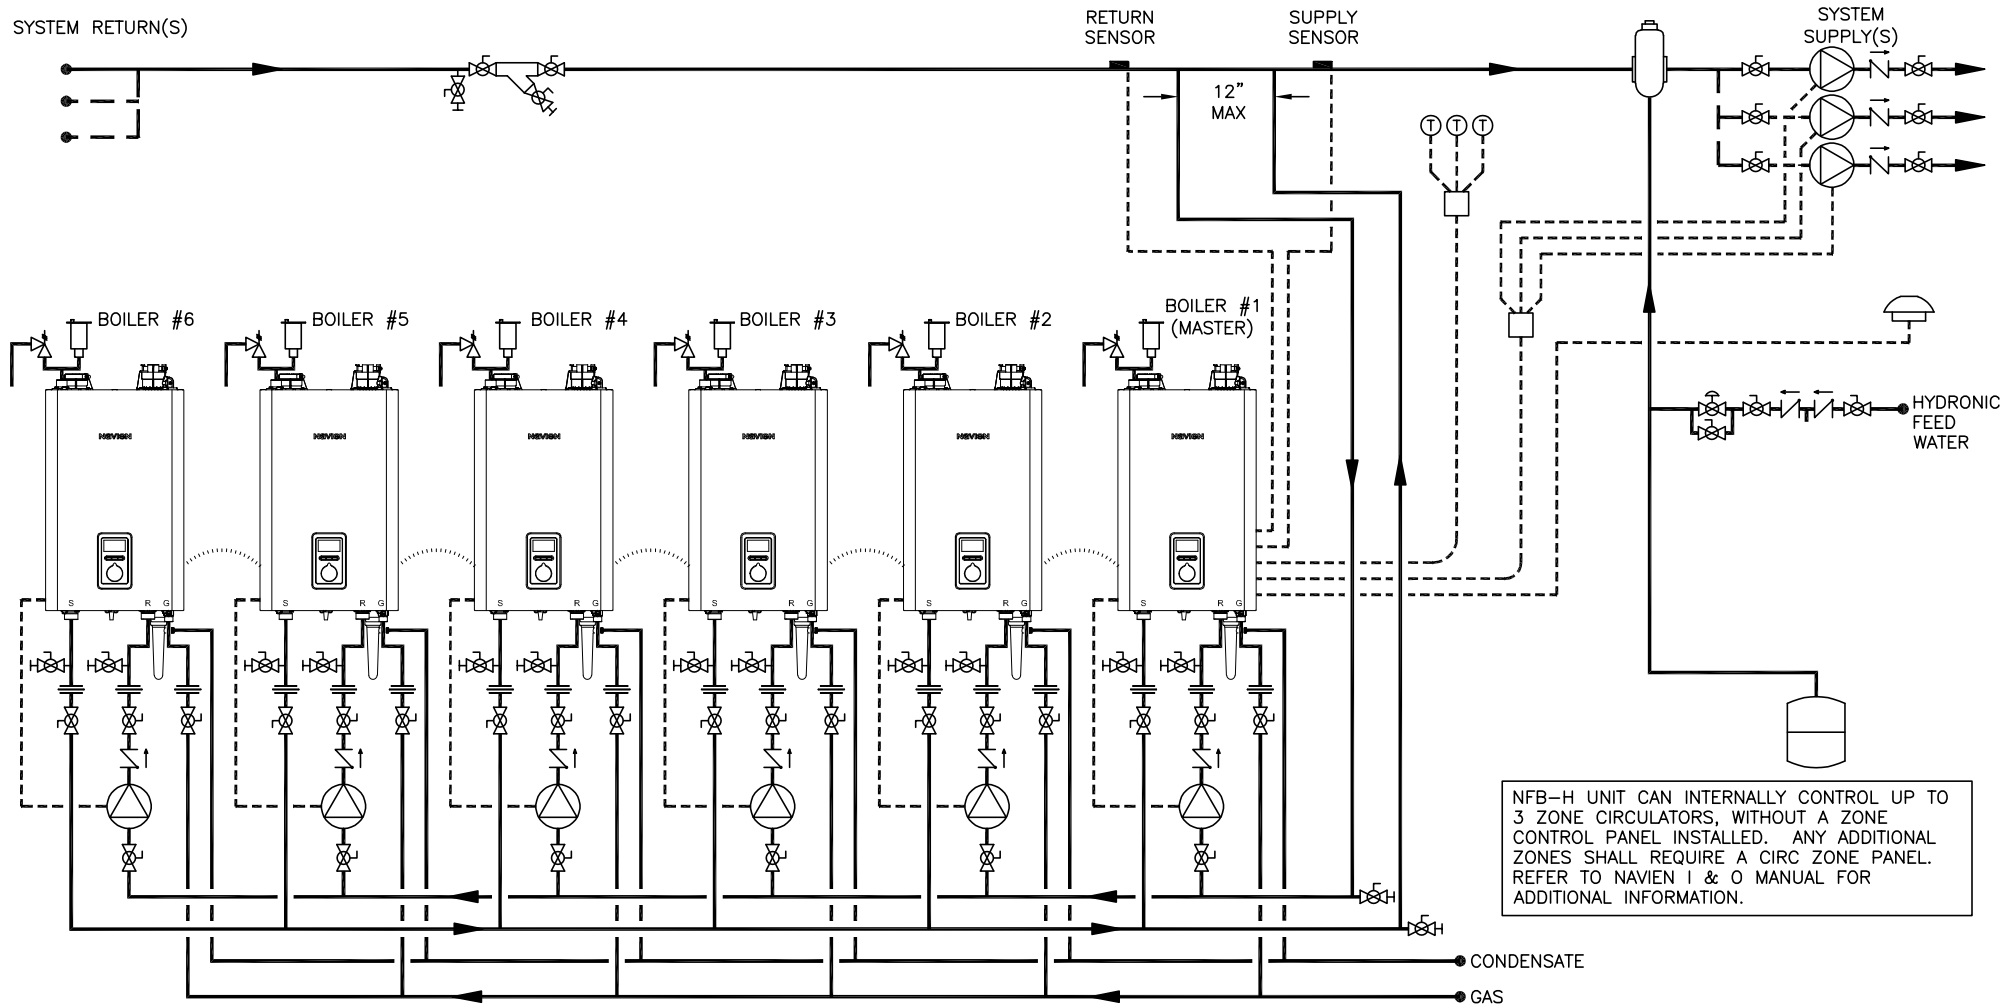 SYSTEM RETURN(S)
RETURN
SENSOR
SUPPLY
SENSOR
SYSTEM
SUPPLY(S)
12"
MAX
T T T
BOILER #6
BOILER #5
BOILER #4
BOILER #3
BOILER #2
BOILER #1
(MASTER)
NAVIEN
NAVIEN
NAVIEN
NAVIEN
NAVIEN
NAVIEN
HYDRONIC
FEED
WATER
S R G
S R G
S R G
S R G
S R G
S R G
NFB-H UNIT CAN INTERNALLY CONTROL UP TO
3 ZONE CIRCULATORS, WITHOUT A ZONE
CONTROL PANEL INSTALLED. ANY ADDITIONAL
ZONES SHALL REQUIRE A CIRC ZONE PANEL.
REFER TO NAVIEN I & O MANUAL FOR
ADDITIONAL INFORMATION.
CONDENSATE
GAS